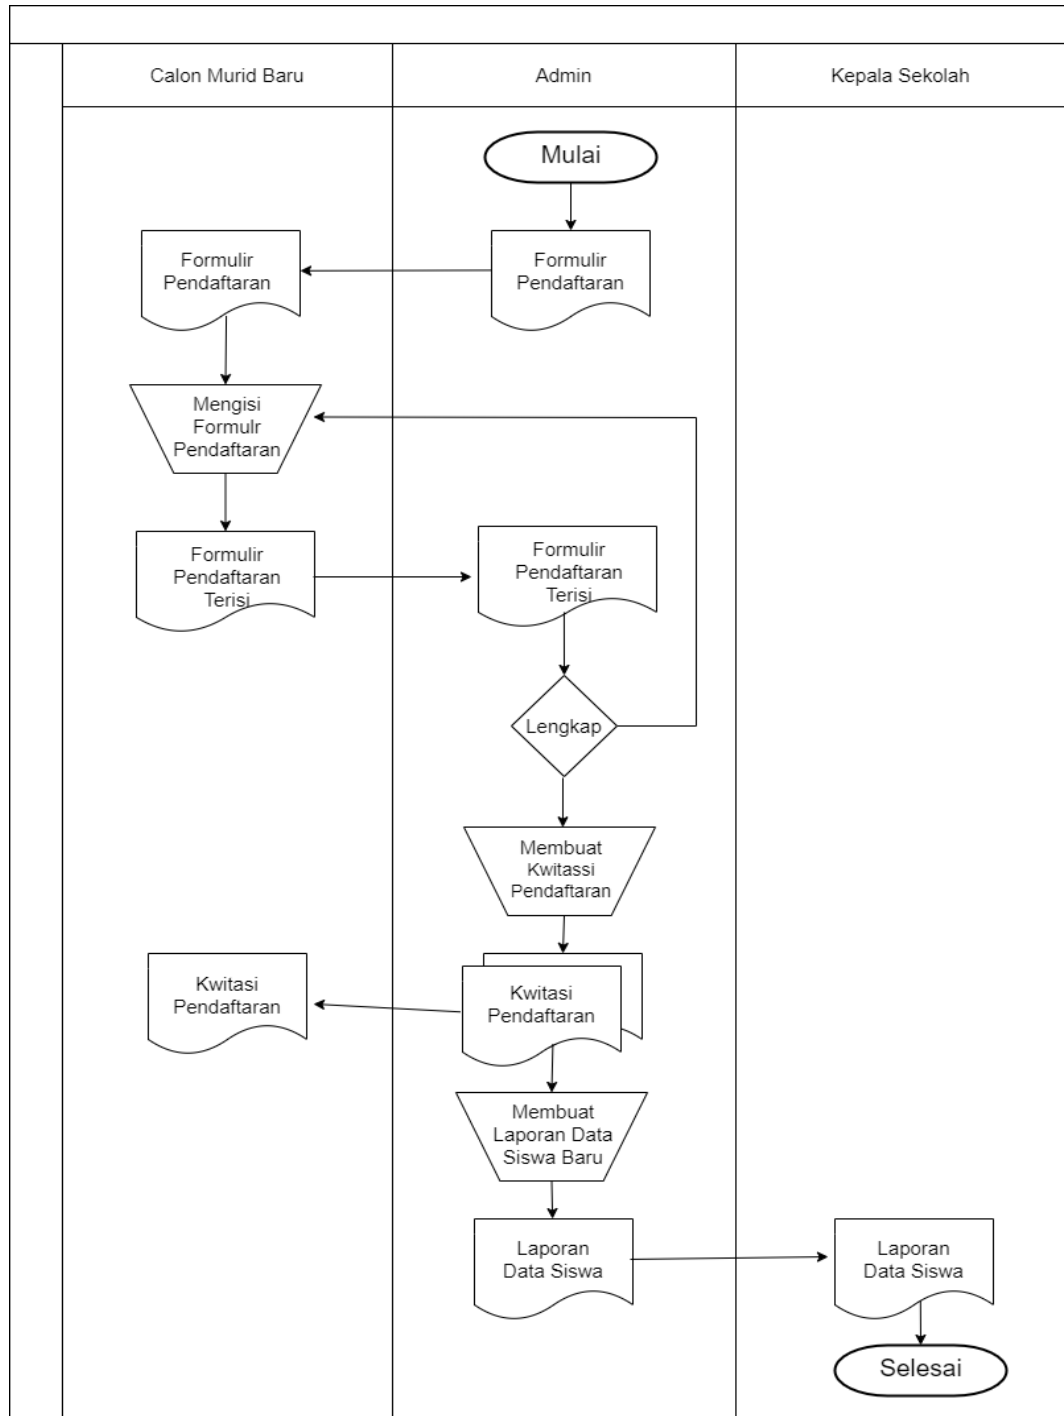 Calon Murid Baru
Admin
Kepala Sekolah
Mulai
Formulir
Pendaftaran
Formulir
Pendaftaran
Mengisi
Formulr
Pendaftaran
Formulir
Pendaftaran
Terisi
Formulir
Pendaftaran
Terisi
Lengkap
Membuat
Kwitassi
Pendaftaran
Kwitasi
Pendaftaran
Kwitasi
Pendaftaran
Membuat
Laporan Data
Siswa Baru
Laporan
Data Siswa
Laporan
Data Siswa
Selesai